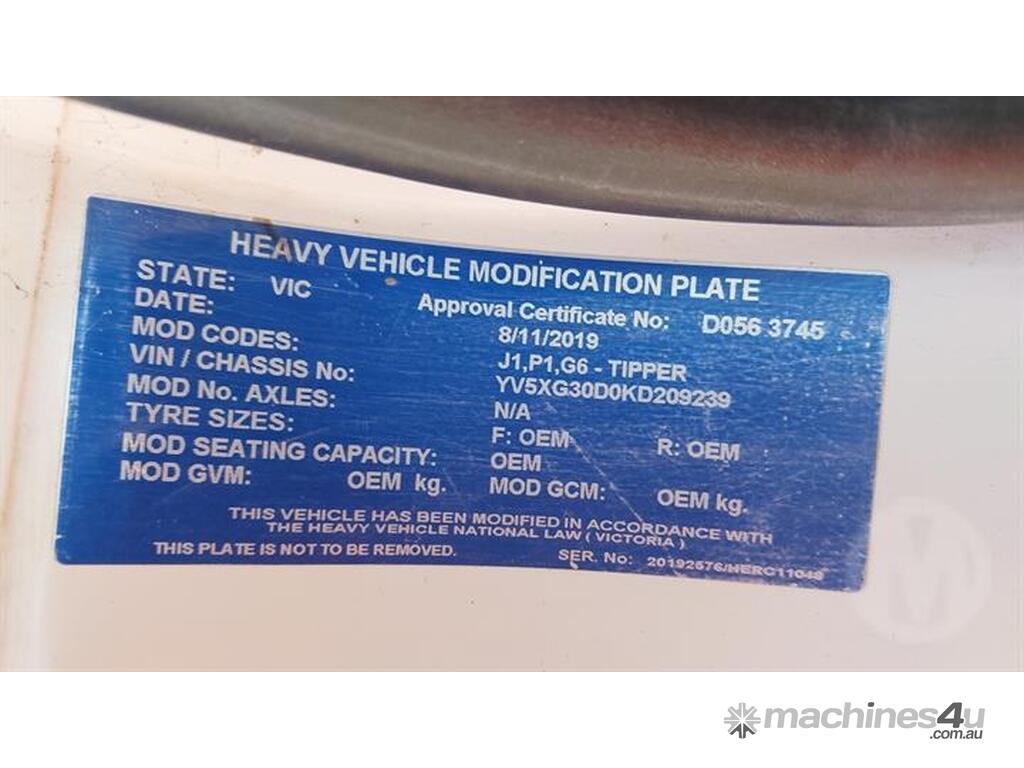 HEAVY VEHICLE MODIFICATION PLATE
STATE: VIC Approval Certificate No: D056 3745
DATE: 8/11/2019
MOD CODES: J1,P1,G6 - TIPPER
VIN / CHASSIS No: YV5XG30D0KD209239
MOD No. AXLES: N/A
TYRE SIZES: F: OEM R: OEM
MOD SEATING CAPACITY: OEM
MOD GVM: OEM kg. MOD GCM: OEM kg.
THIS VEHICLE HAS BEEN MODIFIED IN ACCORDANCE WITH
THE HEAVY VEHICLE NATIONAL LAW ( VICTORIA )
THIS PLATE IS NOT TO BE REMOVED. SER. No: 20192576/HERC11049
M
machines4u
.com.au